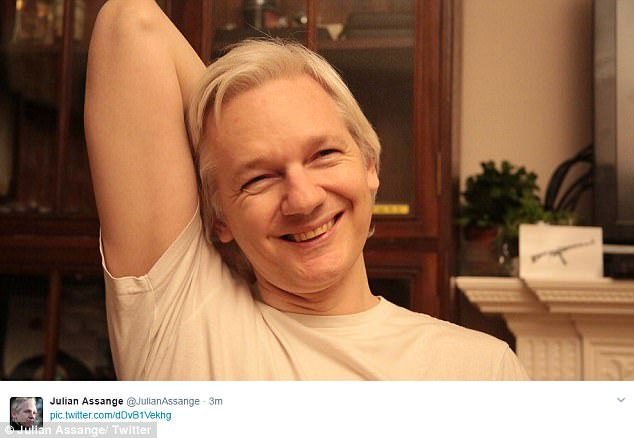 Julian Assange @JulianAssange · 3m
pic.twitter.com/dDvB1Vekhg
© Julian Assange/ Twitter